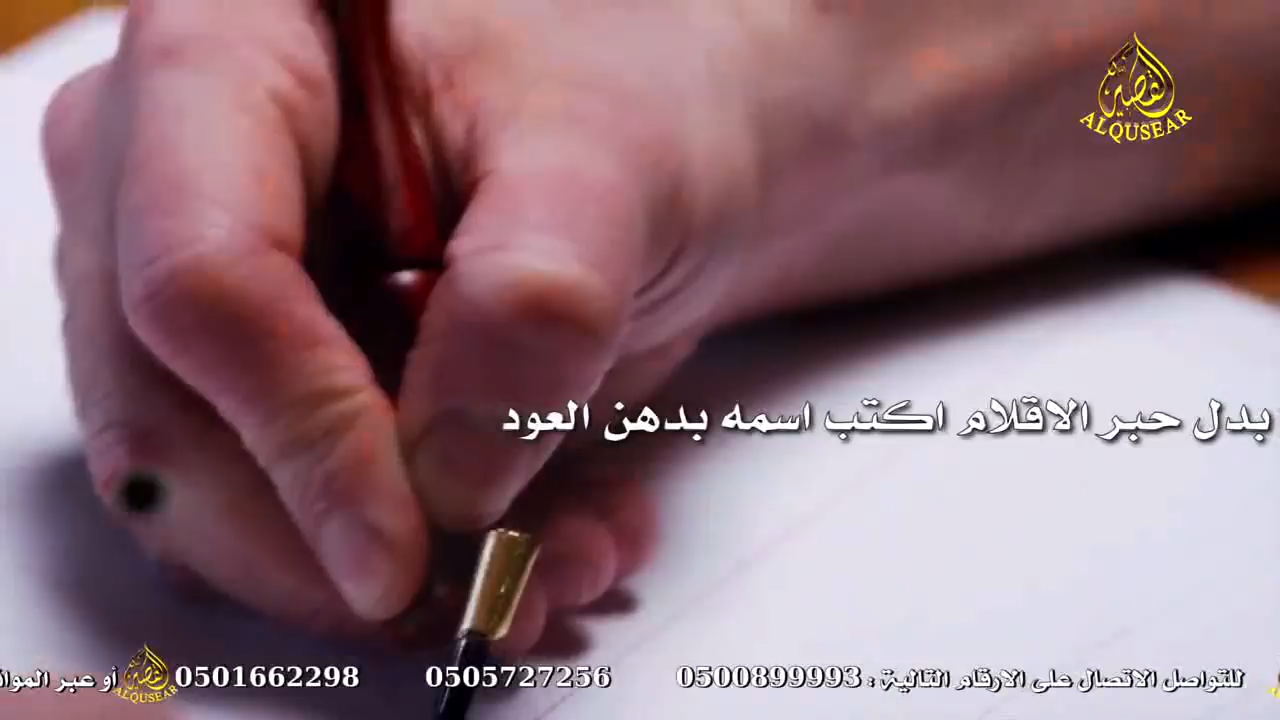 القصير
ALQUSEAR
بدل حبر الاقلام اكتب اسمه بدهن العود
للتواصل الاتصال على الارقام التالية : 0500899993 0505727256 0501662298 ALQUSEAR أو عبر